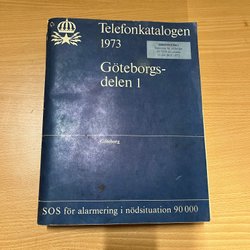 Telefonkatalogen
1973
Göteborgs-
delen 1
Göteborg
SOS för alarmering i nödsituation 90 000